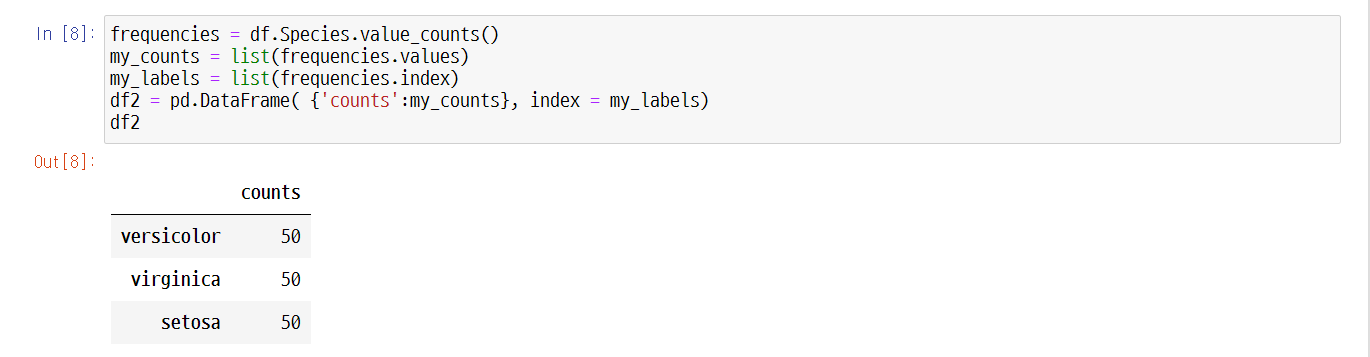 In [8]: frequencies = df.Species.value_counts()
my_counts = list(frequencies.values)
my_labels = list(frequencies.index)
df2 = pd.DataFrame( {'counts':my_counts}, index = my_labels)
df2
Out[8]:
counts
versicolor 50
virginica 50
setosa 50